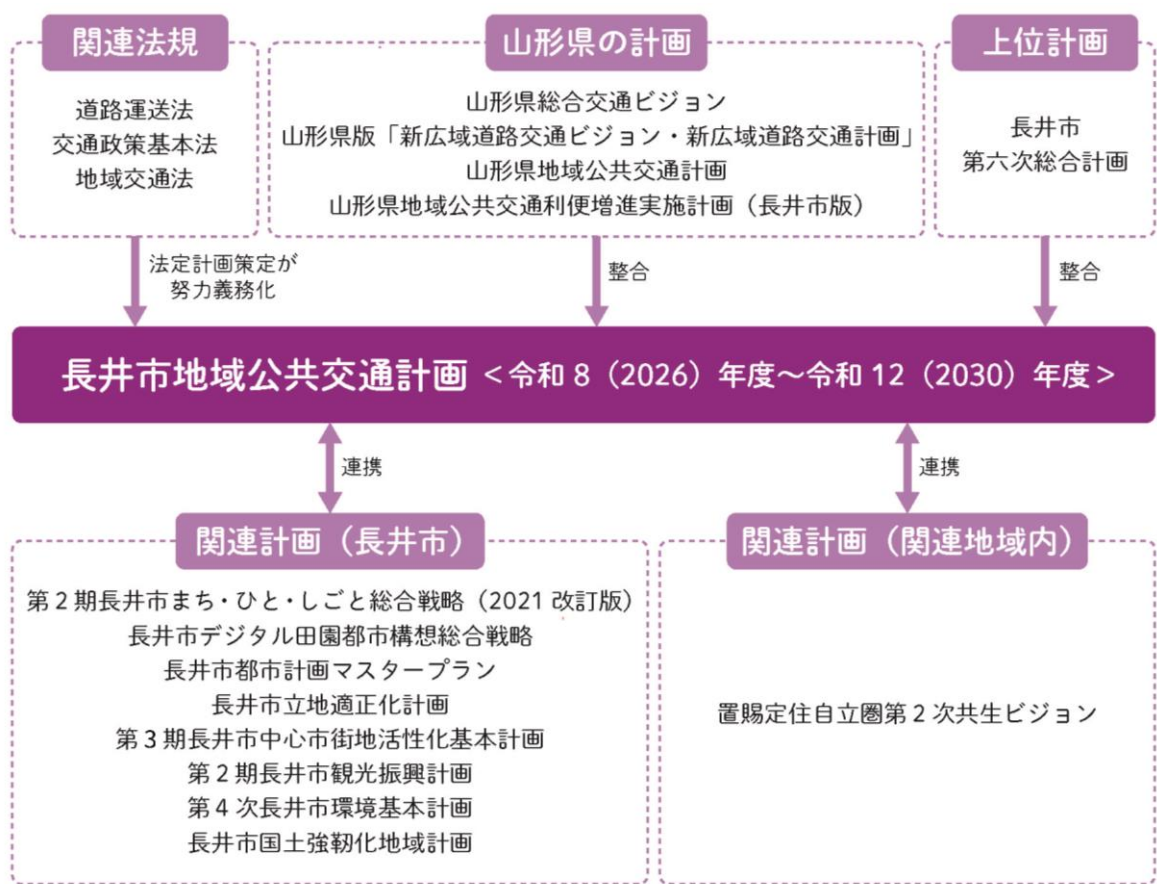 関連法規
道路運送法
交通政策基本法
地域交通法
山形県の計画
山形県総合交通ビジョン
山形県版「新広域道路交通ビジョン・新広域道路交通計画」
山形県地域公共交通計画
山形県地域公共交通利便増進実施計画（長井市版）
上位計画
長井市
第六次総合計画
法定計画策定が
努力義務化
整合
整合
長井市地域公共交通計画 <令和8（2026）年度～令和12（2030）年度>
連携
連携
関連計画（長井市）
第2期長井市まち・ひと・しごと総合戦略（2021改訂版）
長井市デジタル田園都市構想総合戦略
長井市都市計画マスタープラン
長井市立地適正化計画
第3期長井市中心市街地活性化基本計画
第2期長井市観光振興計画
第4次長井市環境基本計画
長井市国土強靭化地域計画
関連計画（関連地域内）
置賜定住自立圏第2次共生ビジョン